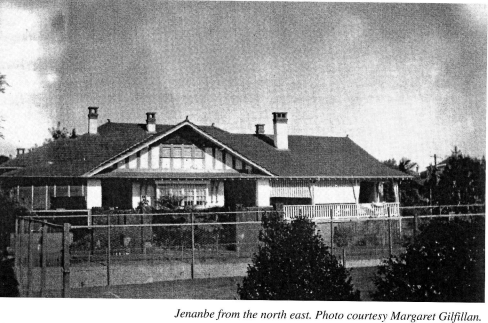 Jenanbe from the north east. Photo courtesy Margaret Gilfillan.